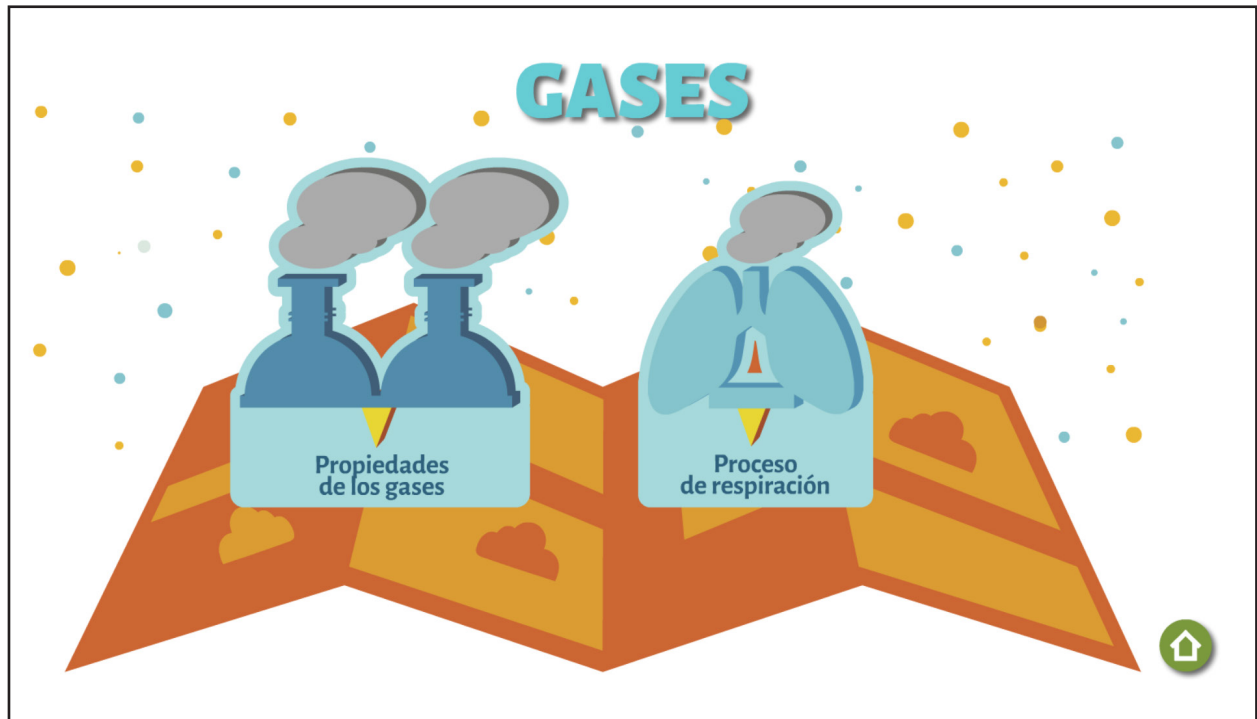 GASES
Propiedades
de los gases
Proceso
de respiración